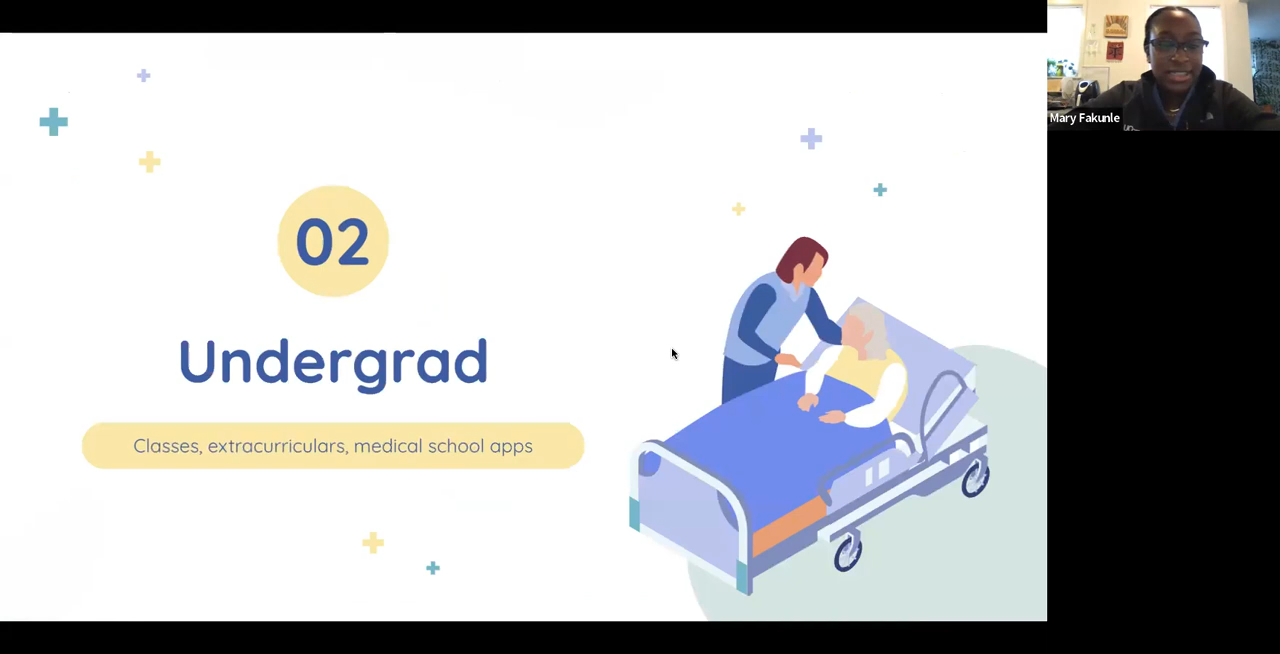 02
Undergrad
Classes, extracurriculars, medical school apps
Mary Fakunle